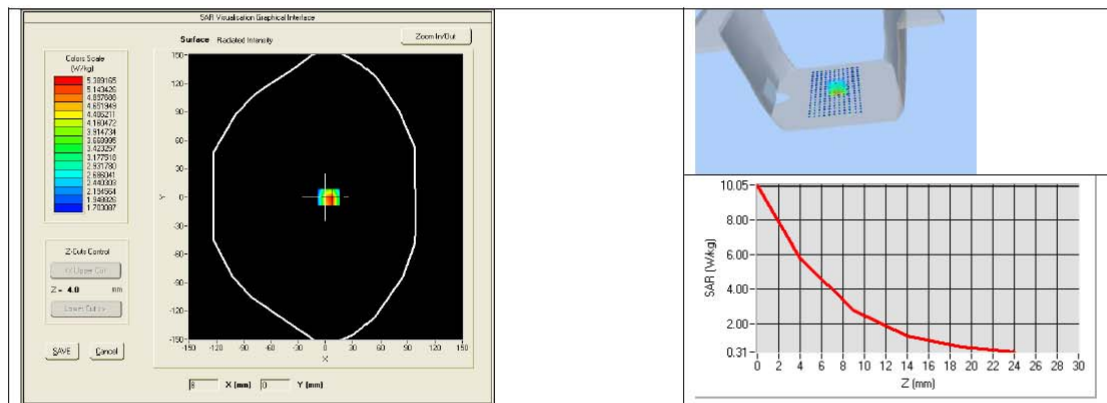 SAR Visualisation Graphical Interface
Surface Radiated Intensity
Zoom In/Out
Colors Scale
(W/kg)
5.389165
5.143426
4.897688
4.651949
4.406211
4.160472
3.914734
3.668995
3.423257
3.177518
2.931780
2.686041
2.440303
2.194564
1.948826
1.703087
150
120
90
60
30
0
-30
-60
-90
-120
-150
Y
-150 -120 -90 -60 -30 0 30 60 90 120 150
X
Z-Cuts Control
Z = 4.0 mm
SAVE Cancel
8 X (mm) 0 Y (mm)
10.05
8.00
6.00
4.00
2.00
0.31
SAR (W/kg)
0 2 4 6 8 10 12 14 16 18 20 22 24 26 28 30
Z (mm)